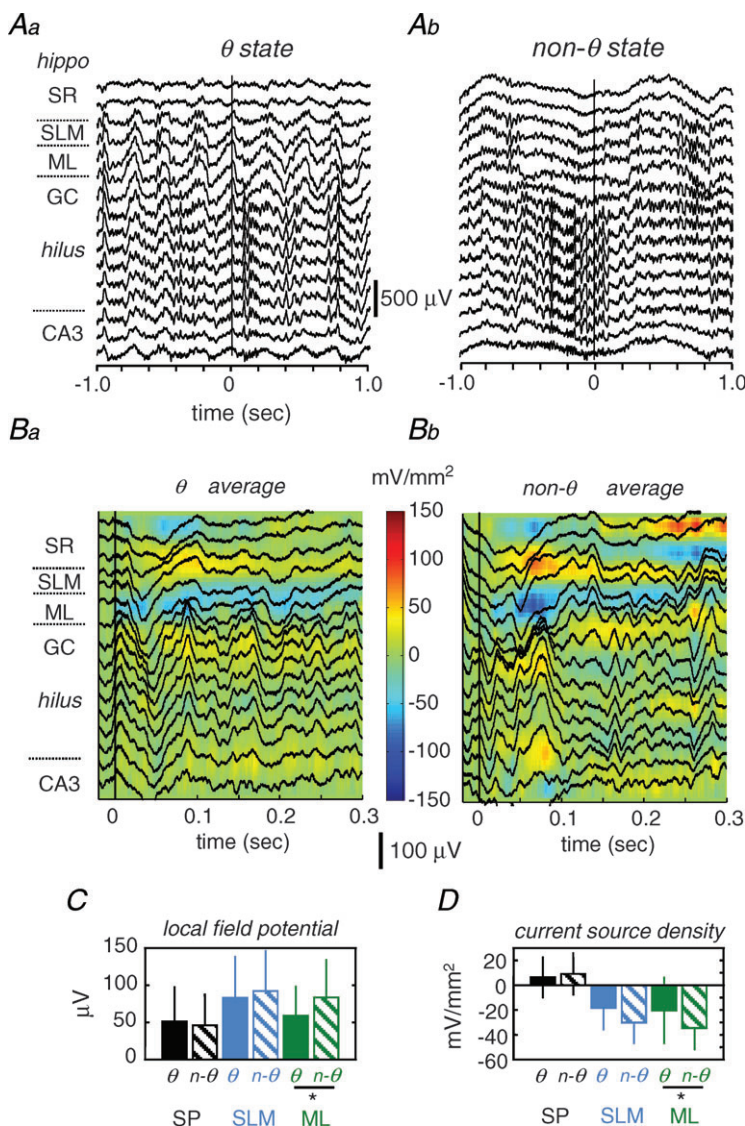 Aa
Ab
θ state
non-θ state
hippo
SR
SLM
ML
GC
hilus
CA3
500 μV
-1.0 0 1.0
time (sec)
-1.0 0 1.0
time (sec)
Ba
Bb
θ average
mV/mm²
non-θ average
SR
SLM
ML
GC
hilus
CA3
150
100
50
0
-50
-100
-150
0 0.1 0.2 0.3
time (sec)
0 0.1 0.2 0.3
time (sec)
100 μV
C
local field potential
μV
150
100
50
0
θ n-θ θ n-θ θ n-θ
*
SP SLM ML
D
current source density
mV/mm²
20
0
-20
-40
-60
θ n-θ θ n-θ θ n-θ
*
SP SLM ML